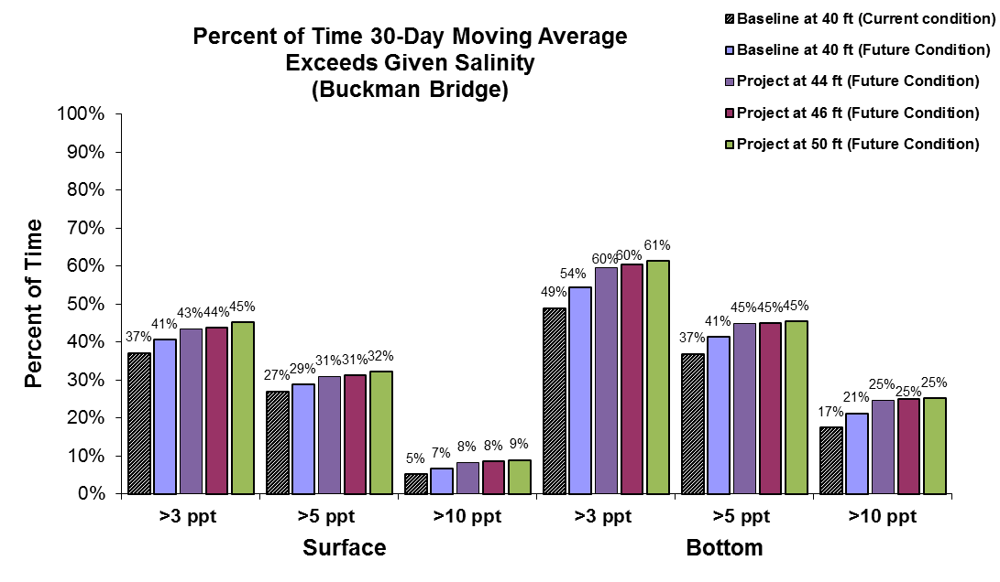 Percent of Time 30-Day Moving Average
Exceeds Given Salinity
(Buckman Bridge)
Baseline at 40 ft (Current condition)
Baseline at 40 ft (Future Condition)
Project at 44 ft (Future Condition)
Project at 46 ft (Future Condition)
Project at 50 ft (Future Condition)
Percent of Time
100%
90%
80%
70%
60%
50%
40%
30%
20%
10%
0%
37% 41% 43% 44% 45%
27% 29% 31% 31% 32%
5% 7% 8% 8% 9%
49% 54% 60% 60% 61%
37% 41% 45% 45% 45%
17% 21% 25% 25% 25%
>3 ppt >5 ppt >10 ppt >3 ppt >5 ppt >10 ppt
Surface Bottom